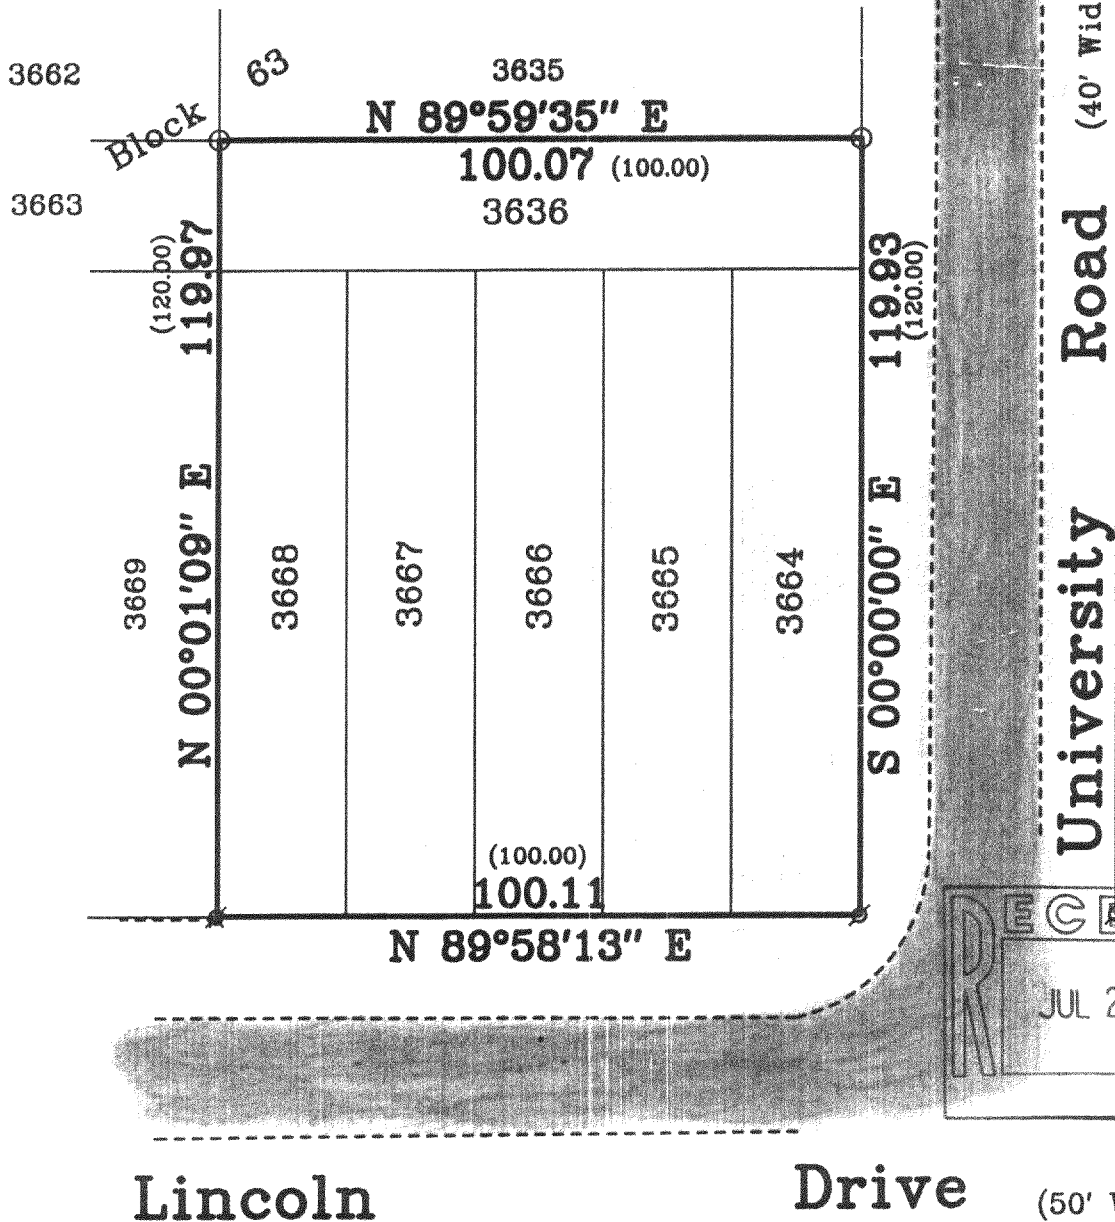 3662
Block 63
3635
N 89°59'35" E
100.07 (100.00)
3636
(40'
3663
(120.00)
119.97
N 00°01'09" E
3669
3668
3667
3666
3665
3664
119.93
(120.00)
S 00°00'00" E
University Road
(100.00)
100.11
N 89°58'13" E
JUL 2
Lincoln Drive (50'